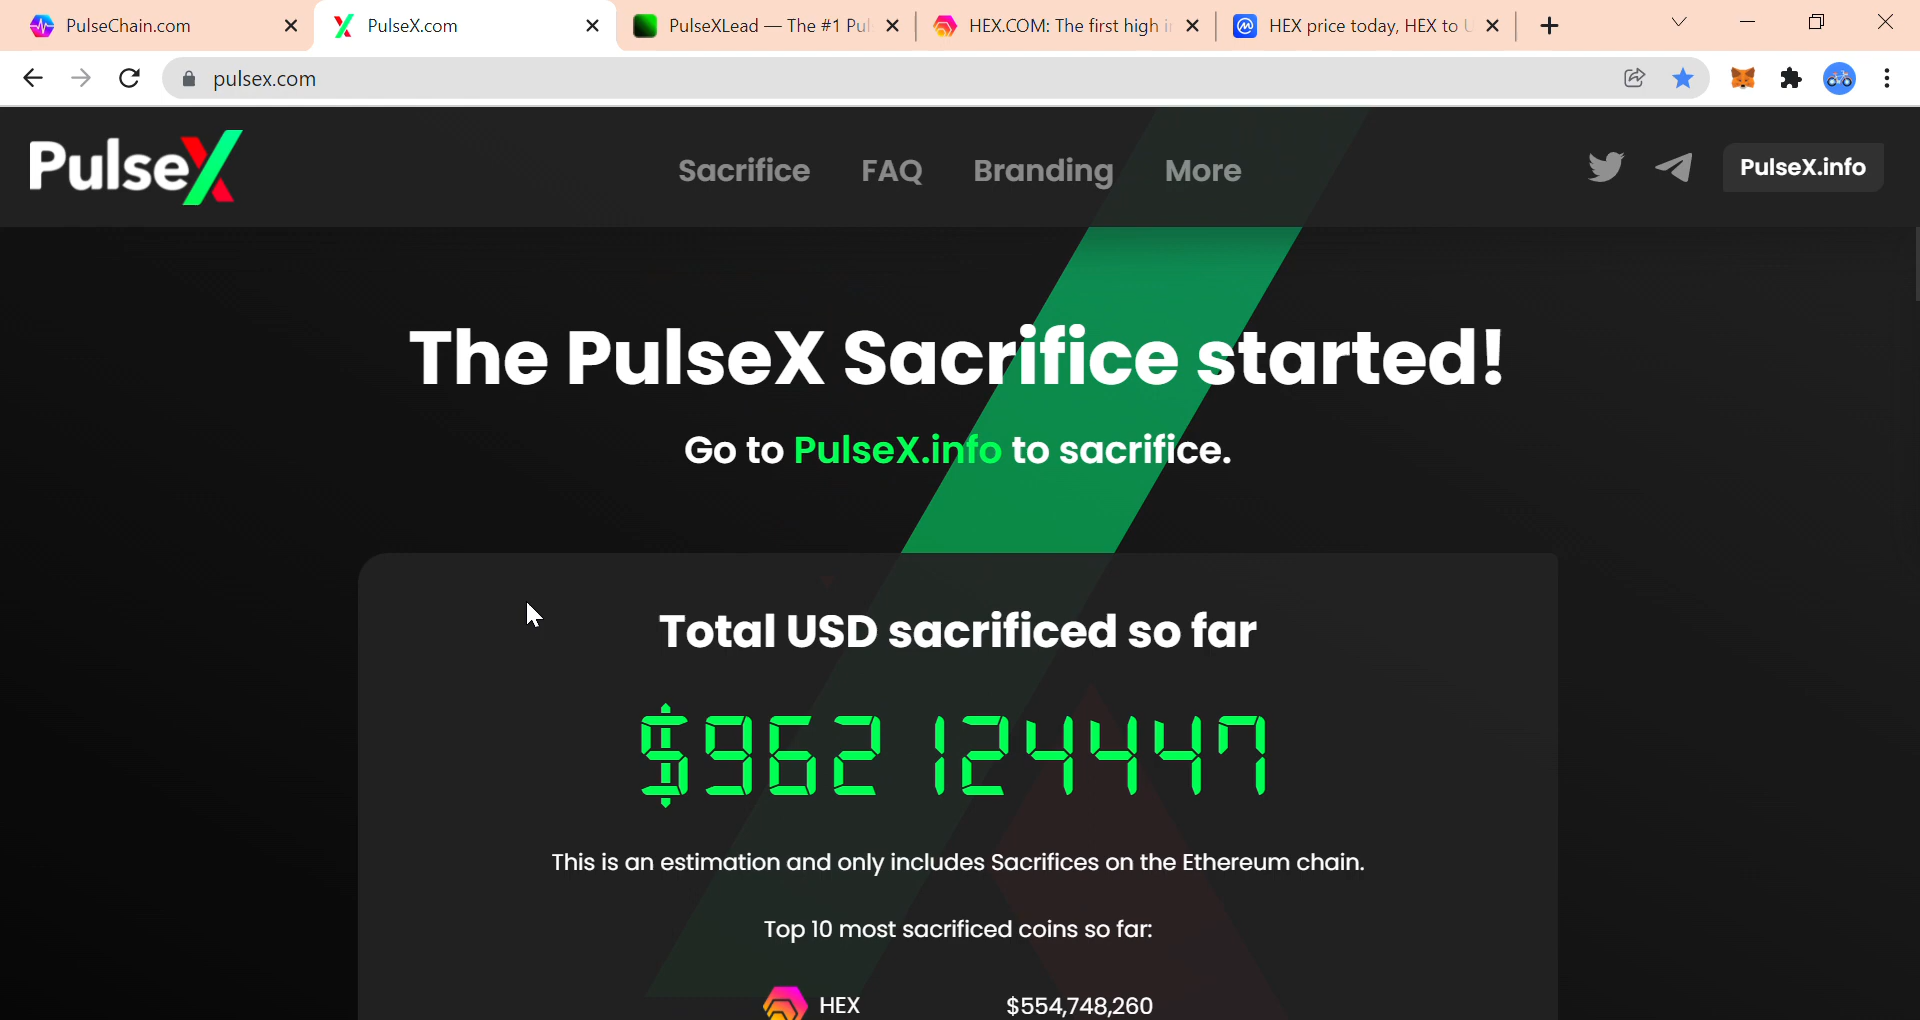 PulseChain.com
PulseX.com
PulseXLead — The #1 Pul
HEX.COM: The first high i
HEX price today, HEX to U
pulsex.com
PulseX
Sacrifice
FAQ
Branding
More
PulseX.info
The PulseX Sacrifice started!
Go to PulseX.info to sacrifice.
Total USD sacrificed so far
$962 124447
This is an estimation and only includes Sacrifices on the Ethereum chain.
Top 10 most sacrificed coins so far:
HEX $554,748,260